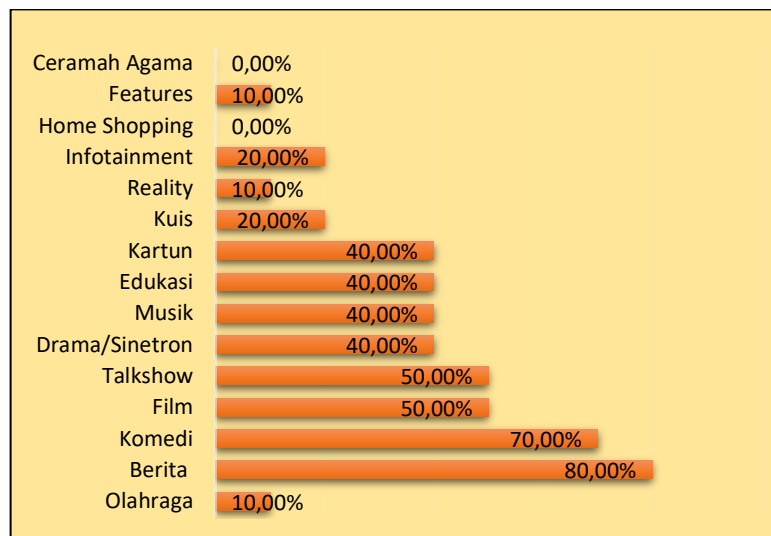 Ceramah Agama 0,00%
Features 10,00%
Home Shopping 0,00%
Infotainment 20,00%
Reality 10,00%
Kuis 20,00%
Kartun 40,00%
Edukasi 40,00%
Musik 40,00%
Drama/Sinetron 40,00%
Talkshow 50,00%
Film 50,00%
Komedi 70,00%
Berita 80,00%
Olahraga 10,00%